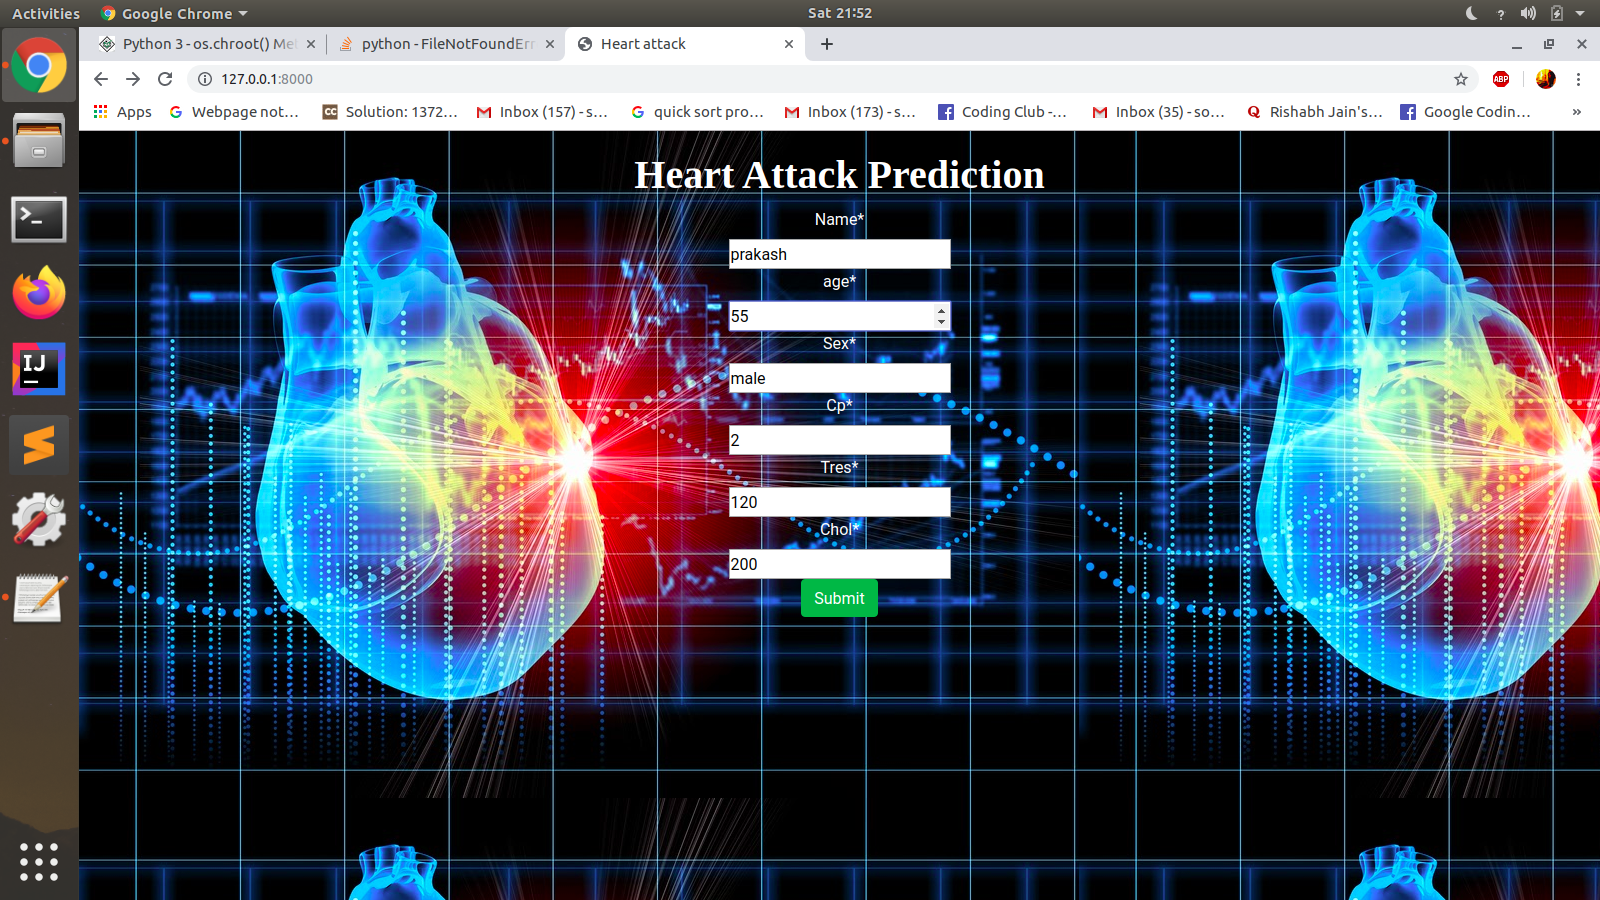 Activities Google Chrome Sat 21:52 ?
Python 3 - os.chroot() Me python - FileNotFoundErr Heart attack
127.0.0.1:8000 ABP
Apps Webpage not... CC Solution: 1372... Inbox (157) - s... quick sort pro... Inbox (173) - s... Coding Club -... Inbox (35) - so... Rishabh Jain's... Google Codin... »
IJ
Heart Attack Prediction
Name*
prakash
age*
55
Sex*
male
Cp*
2
Tres*
120
Chol*
200
Submit